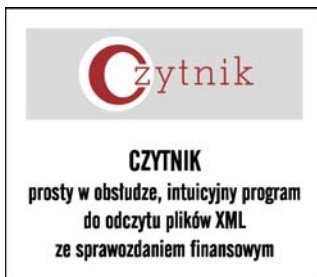 Czytnik
CZYTNIK
prosty w obsłudze, intuicyjny program
do odczytu plików XML
ze sprawozdaniem finansowym